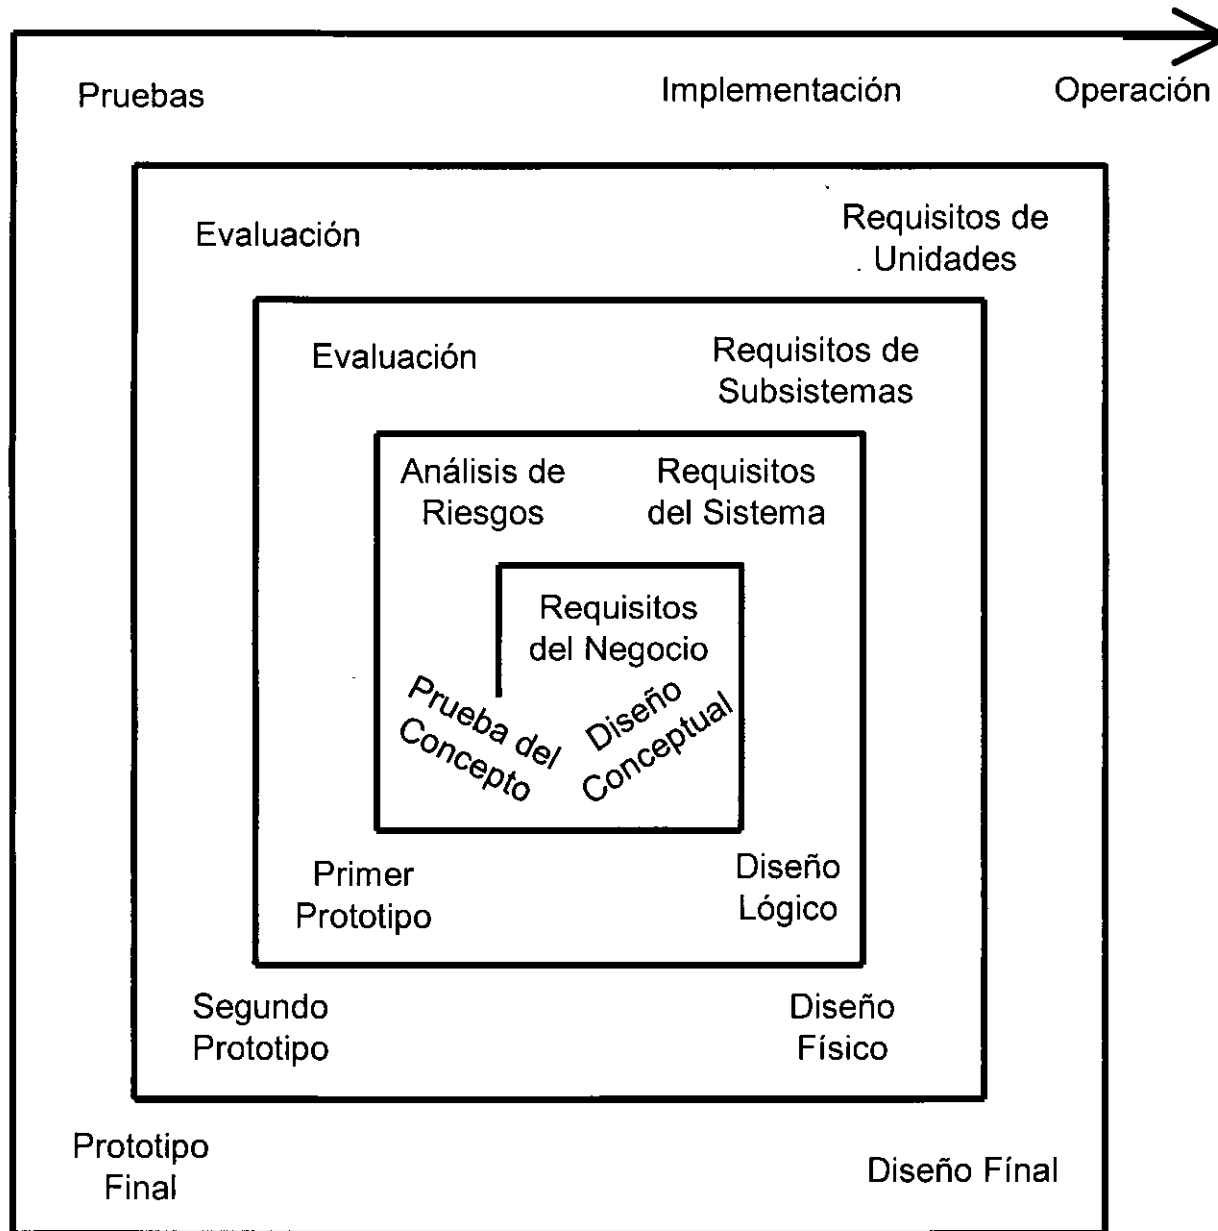 Pruebas
Implementación
Operación
Evaluación
Requisitos de
Unidades
Evaluación
Requisitos de
Subsistemas
Análisis de
Riesgos
Requisitos
del Sistema
Requisitos
del Negocio
Prueba del
Concepto
Diseño
Conceptual
Primer
Prototipo
Diseño
Lógico
Segundo
Prototipo
Diseño
Físico
Prototipo
Final
Diseño Fínal